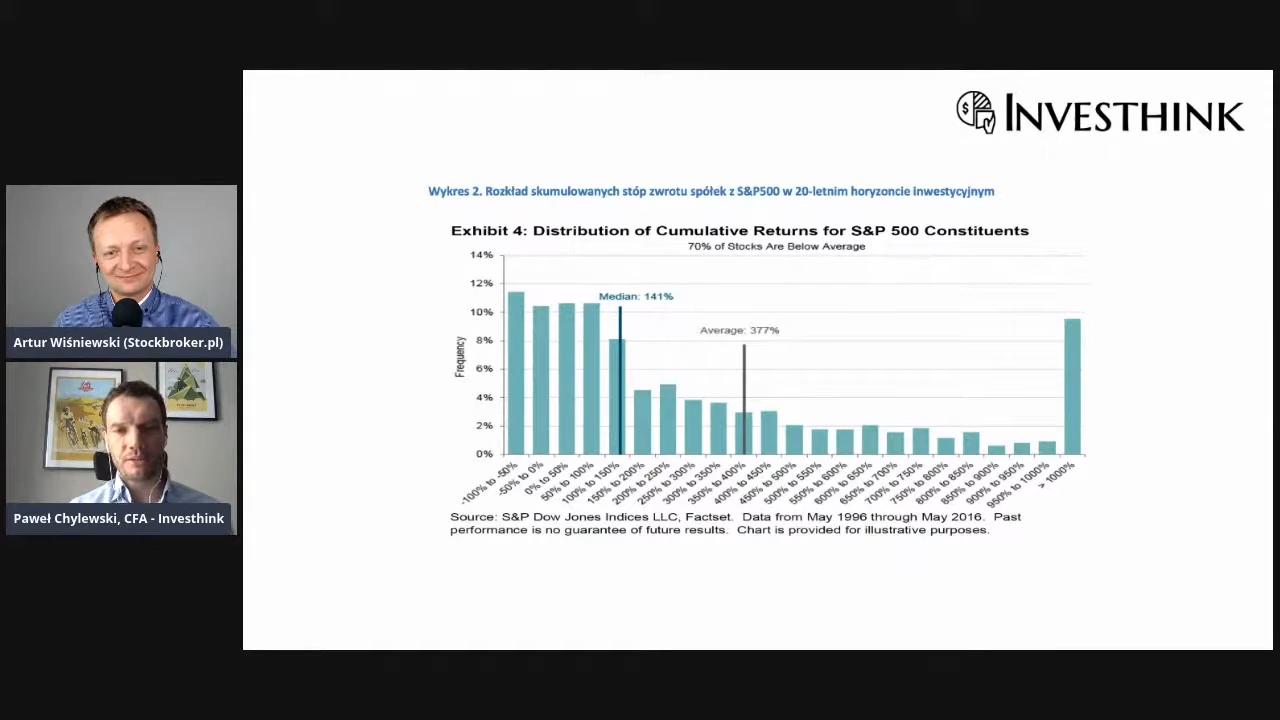 INVESTHINK
Wykres 2. Rozkład skumulowanych stóp zwrotu spółek z S&P500 w 20-letnim horyzoncie inwestycyjnym
Exhibit 4: Distribution of Cumulative Returns for S&P 500 Constituents
70% of Stocks Are Below Average
14%
12%
10%
8%
6%
4%
2%
0%
Frequency
Median: 141%
Average: 377%
-100% to -50%
-50% to 0%
0% to 50%
50% to 100%
100% to 150%
150% to 200%
200% to 250%
250% to 300%
300% to 350%
350% to 400%
400% to 450%
450% to 500%
500% to 550%
550% to 600%
600% to 650%
650% to 700%
700% to 750%
750% to 800%
800% to 850%
850% to 900%
900% to 950%
950% to 1000%
> 1000%
Source: S&P Dow Jones Indices LLC, Factset. Data from May 1996 through May 2016. Past
performance is no guarantee of future results. Chart is provided for illustrative purposes.
Artur Wiśniewski (Stockbroker.pl)
Paweł Chylewski, CFA - Investhink